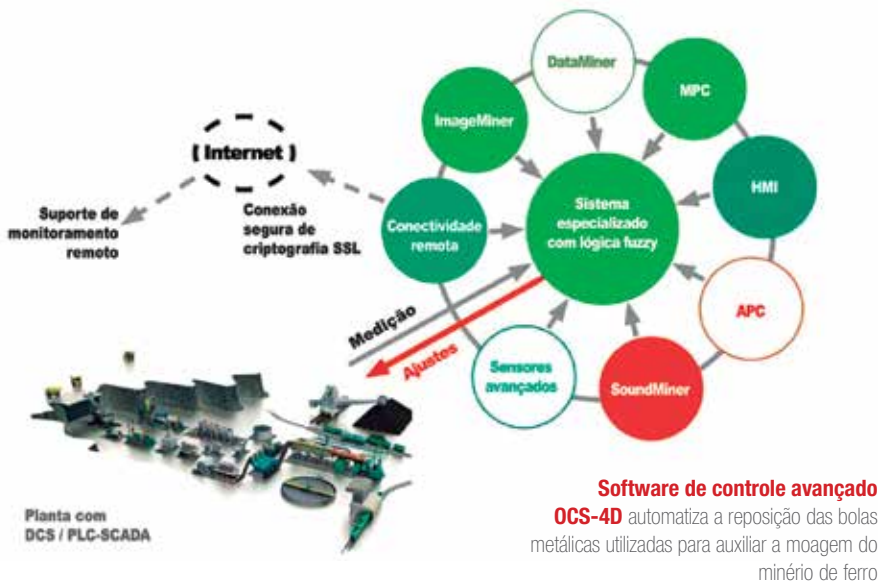 DataMiner
ImageMiner
MPC
( Internet )
Suporte de
monitoramento
remoto
Conexão
segura de
criptografia SSL
Conectividade
remota
Sistema
especializado
com lógica fuzzy
HMI
Medição
Ajustes
APC
Sensores
avançados
SoundMiner
Planta com
DCS / PLC-SCADA
Software de controle avançado
OCS-4D automatiza a reposição das bolas
metálicas utilizadas para auxiliar a moagem do
minério de ferro